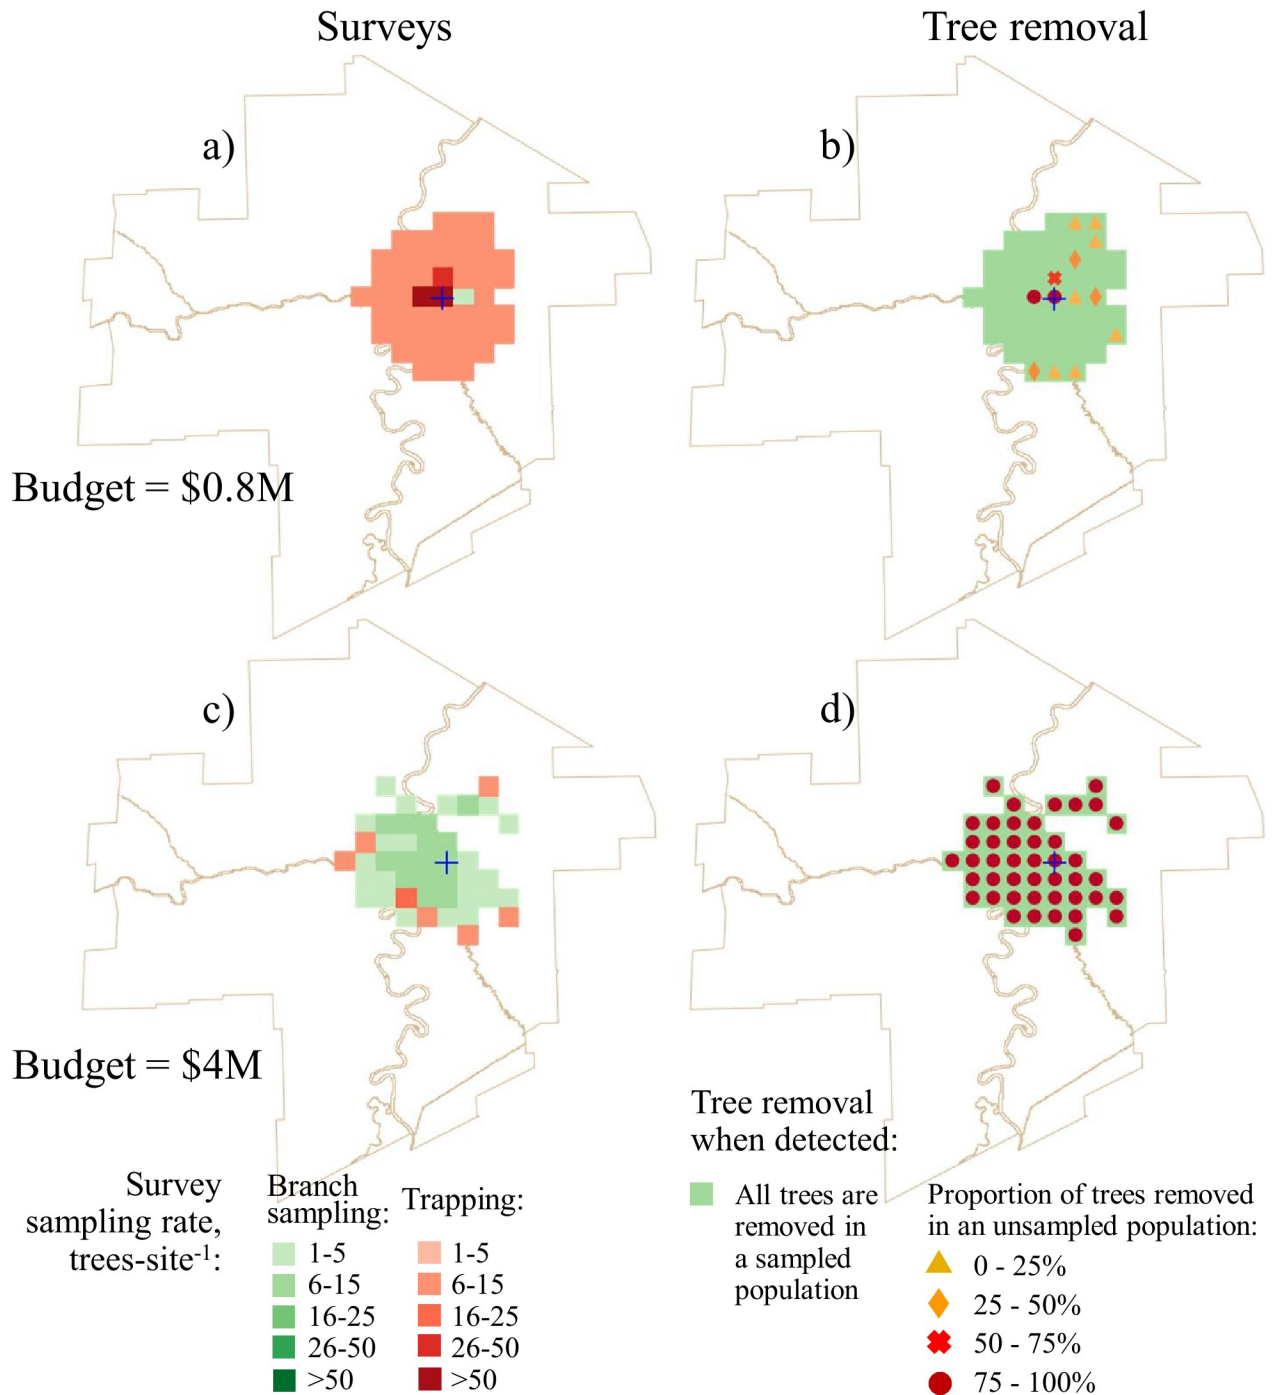 Surveys
Tree removal
a)
b)
Budget = $0.8M
c)
d)
Budget = $4M
Survey
sampling rate,
trees-site⁻¹:
Branch
sampling:
1-5
6-15
16-25
26-50
>50
Trapping:
1-5
6-15
16-25
26-50
>50
Tree removal
when detected:
All trees are
removed in
a sampled
population
Proportion of trees removed
in an unsampled population:
0 - 25%
25 - 50%
50 - 75%
75 - 100%